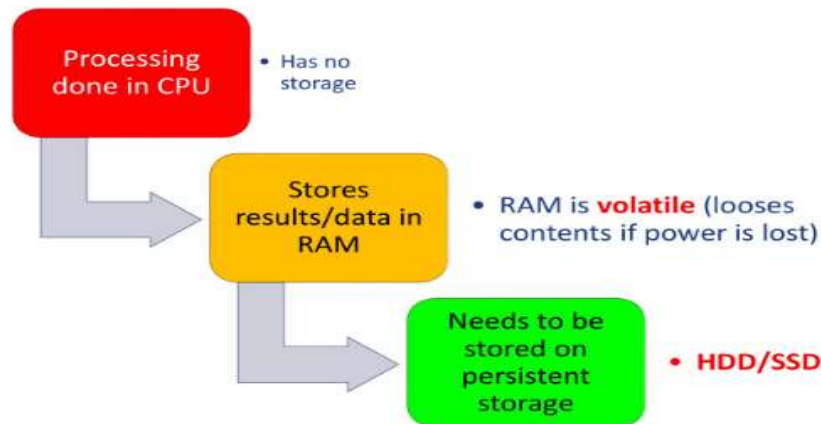 Processing
done in CPU
• Has no
storage
Stores
results/data in
RAM
• RAM is volatile (looses
contents if power is lost)
Needs to be
stored on
persistent
storage
• HDD/SSD